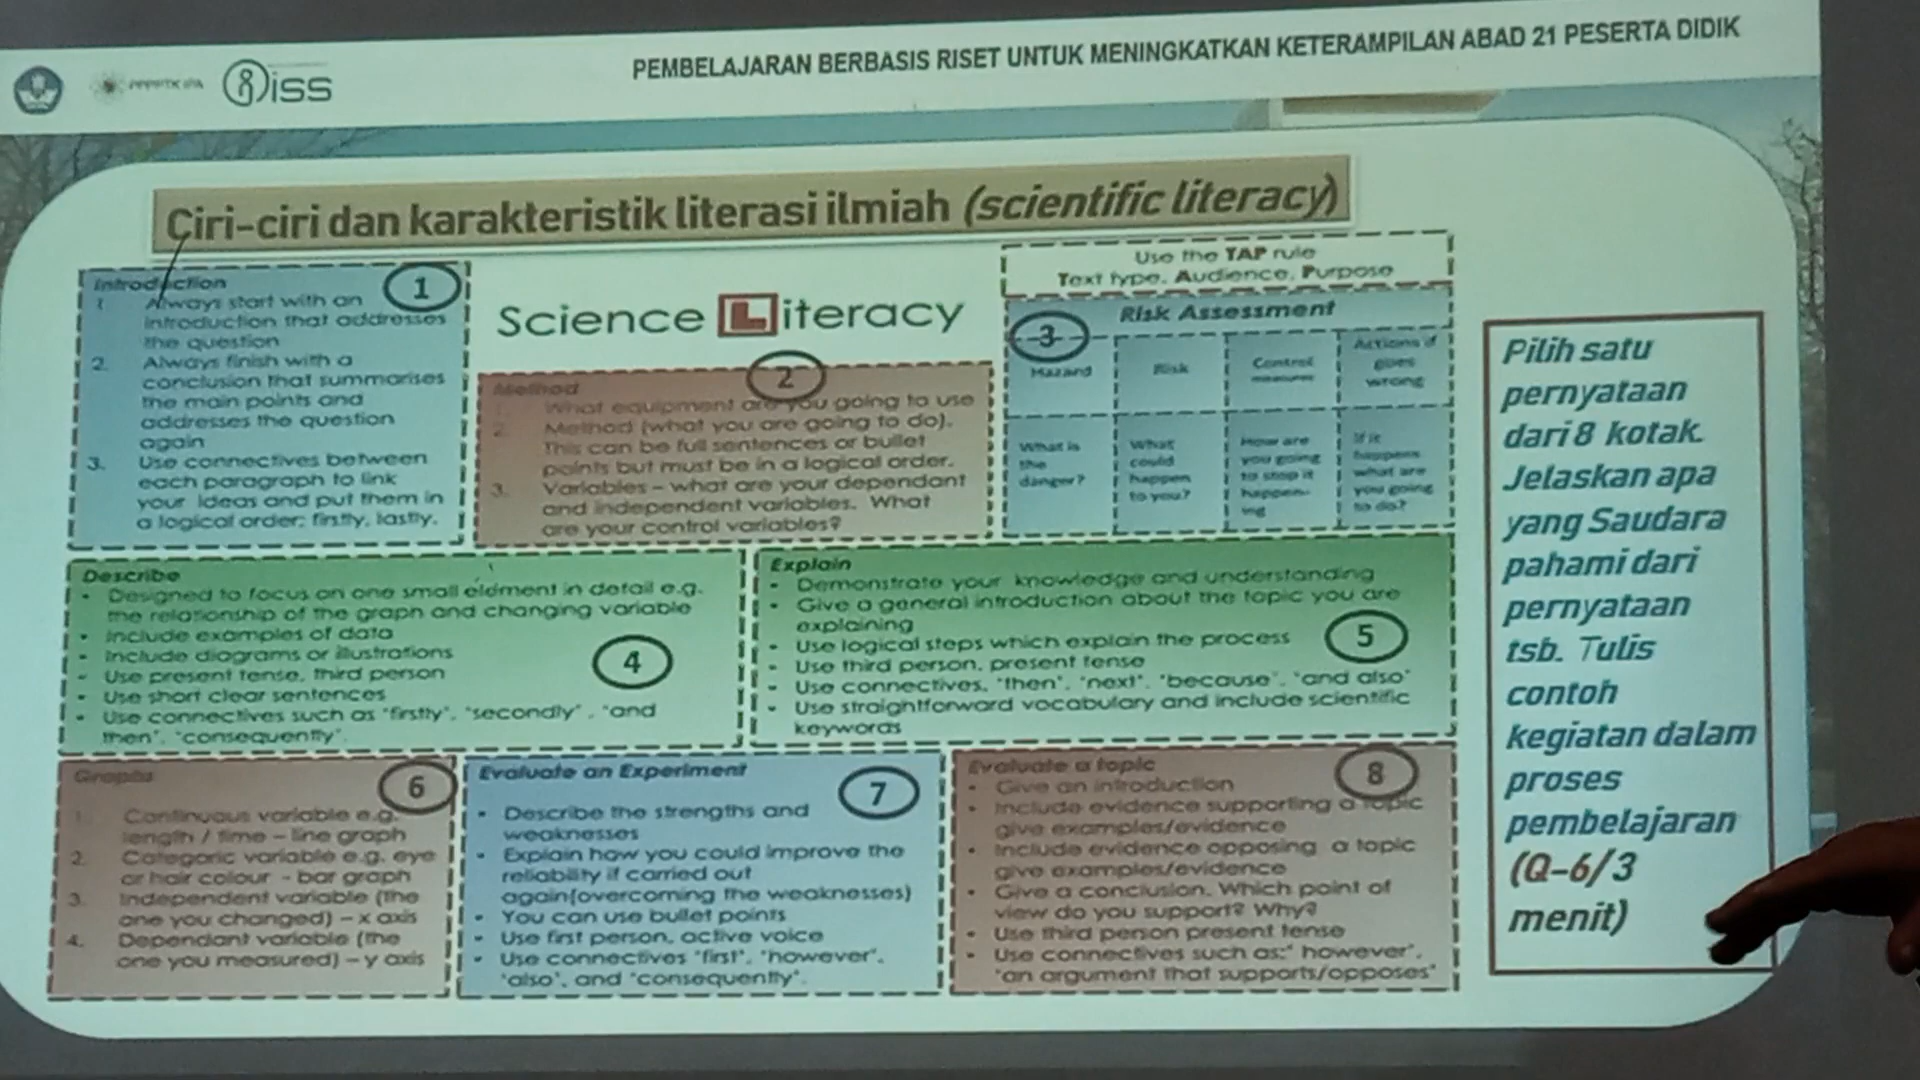 PEMBELAJARAN BERBASIS RISET UNTUK MENINGKATKAN KETERAMPILAN ABAD 21 PESERTA DIDIK
PPPPTK IPA
iss
Ciri-ciri dan karakteristik literasi ilmiah (scientific literacy)
Introduction
1
1. Always start with an
introduction that addresses
the question
2. Always finish with a
conclusion that summarises
the main points and
addresses the question
again
3. Use connectives between
each paragraph to link
your ideas and put them in
a logical order; firstly, lastly.
Science Literacy
2
Method
1. What equipment are you going to use
2. Method (what you are going to do).
This can be full sentences or bullet
points but must be in a logical order.
3. Variables – what are your dependant
and independent variables. What
are your control variables?
Use the TAP rule
Text type, Audience, Purpose
3
Risk Assessment
Hazard
Risk
Control
measures
Actions if
goes
wrong
What is
the
danger?
What
could
happen
to you?
How are
you going
to stop it
happen-
ing
If it
happens
what are
you going
to do?
Describe
• Designed to focus on one small element in detail e.g.
the relationship of the graph and changing variable
• Include examples of data
• Include diagrams or illustrations
• Use present tense, third person
• Use short clear sentences
• Use connectives such as "firstly", "secondly" , "and
then", "consequently".
4
Explain
• Demonstrate your knowledge and understanding
• Give a general introduction about the topic you are
explaining
• Use logical steps which explain the process
• Use third person, present tense
• Use connectives, "then", "next", "because", "and also"
• Use straightforward vocabulary and include scientific
keywords
5
Graphs
6
1. Continuous variable e.g.
length / time – line graph
2. Categoric variable e.g. eye
or hair colour - bar graph
3. Independent variable (the
one you changed) – x axis
4. Dependant variable (the
one you measured) – y axis
Evaluate an Experiment
7
• Describe the strengths and
weaknesses
• Explain how you could improve the
reliability if carried out
again(overcoming the weaknesses)
• You can use bullet points
• Use first person, active voice
• Use connectives "first", "however",
"also", and "consequently".
Evaluate a topic
8
• Give an introduction
• Include evidence supporting a topic
give examples/evidence
• Include evidence opposing a topic
give examples/evidence
• Give a conclusion. Which point of
view do you support? Why?
• Use third person present tense
• Use connectives such as:" however",
"an argument that supports/opposes"
Pilih satu
pernyataan
dari 8 kotak.
Jelaskan apa
yang Saudara
pahami dari
pernyataan
tsb. Tulis
contoh
kegiatan dalam
proses
pembelajaran
(Q-6/3
menit)